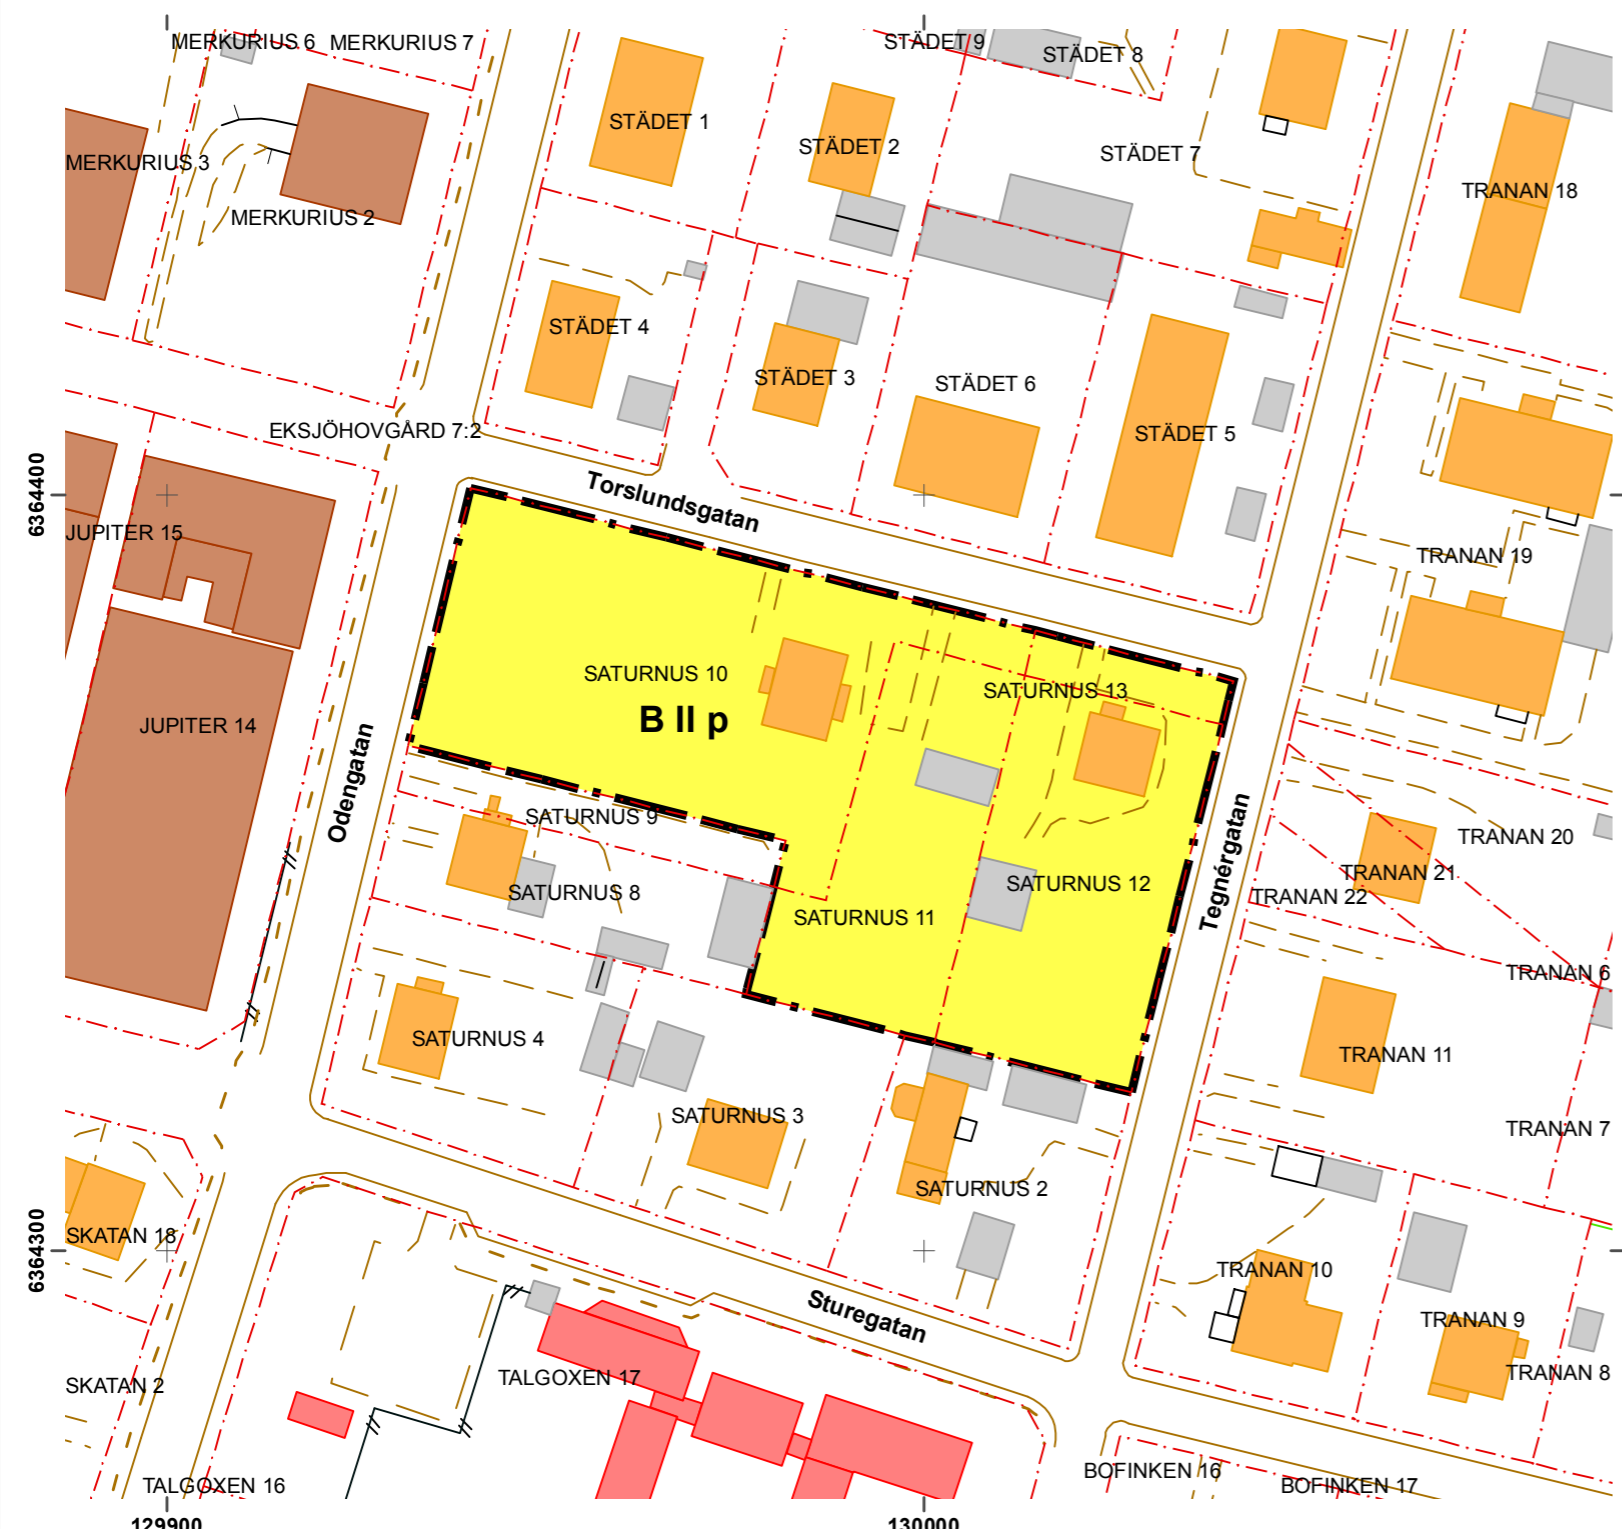 MERKURIUS 6
MERKURIUS 7
STÄDET 9
STÄDET 8
STÄDET 1
STÄDET 2
STÄDET 7
MERKURIUS 3
TRANAN 18
MERKURIUS 2
STÄDET 4
STÄDET 3
STÄDET 6
EKSJÖHOVGÅRD 7:2
STÄDET 5
6364400
Torslundsgatan
JUPITER 15
TRANAN 19
SATURNUS 10
SATURNUS 13
B II p
JUPITER 14
Odengatan
SATURNUS 9
TRANAN 20
Tegnérgatan
TRANAN 21
SATURNUS 8
SATURNUS 12
TRANAN 22
SATURNUS 11
TRANAN 6
SATURNUS 4
TRANAN 11
SATURNUS 3
TRANAN 7
SATURNUS 2
SKATAN 18
6364300
TRANAN 10
Sturegatan
TRANAN 9
TALGOXEN 17
SKATAN 2
TRANAN 8
BOFINKEN 16
TALGOXEN 16
BOFINKEN 17
129900
130000